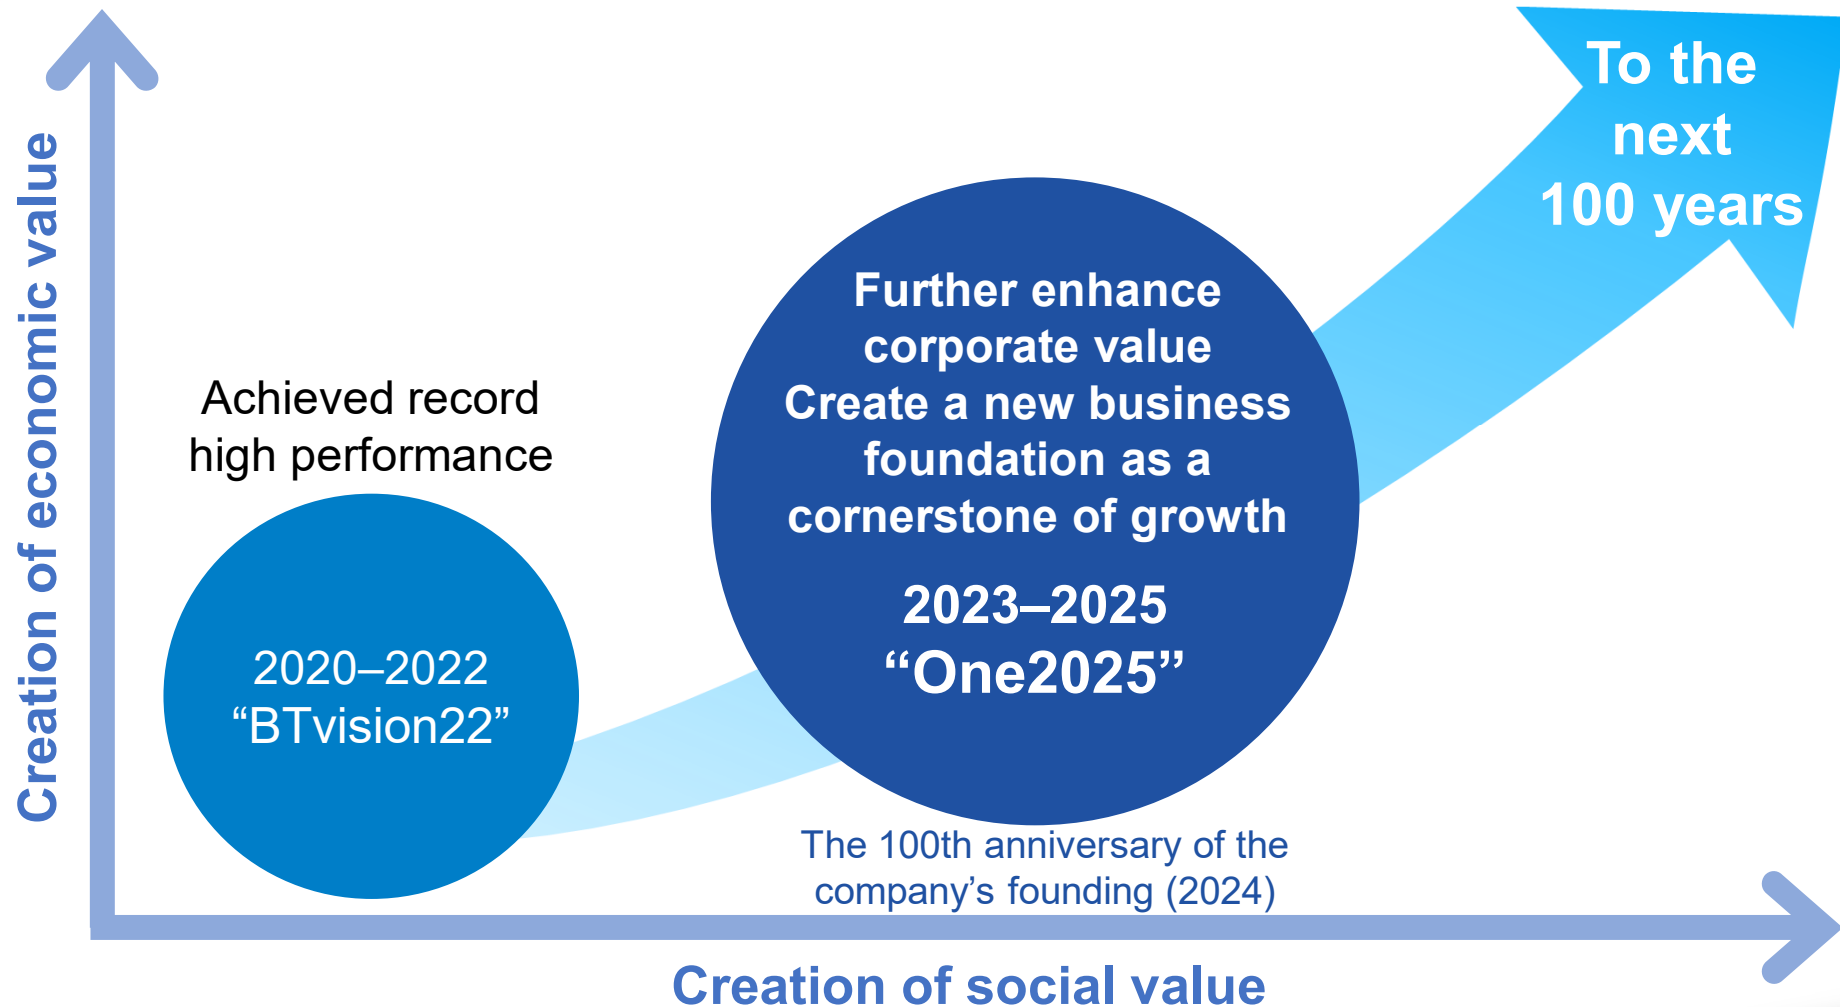 Creation of economic value
Achieved record
high performance
2020–2022
“BTvision22”
Further enhance
corporate value
Create a new business
foundation as a
cornerstone of growth
2023–2025
“One2025”
The 100th anniversary of the
company’s founding (2024)
To the
next
100 years
Creation of social value